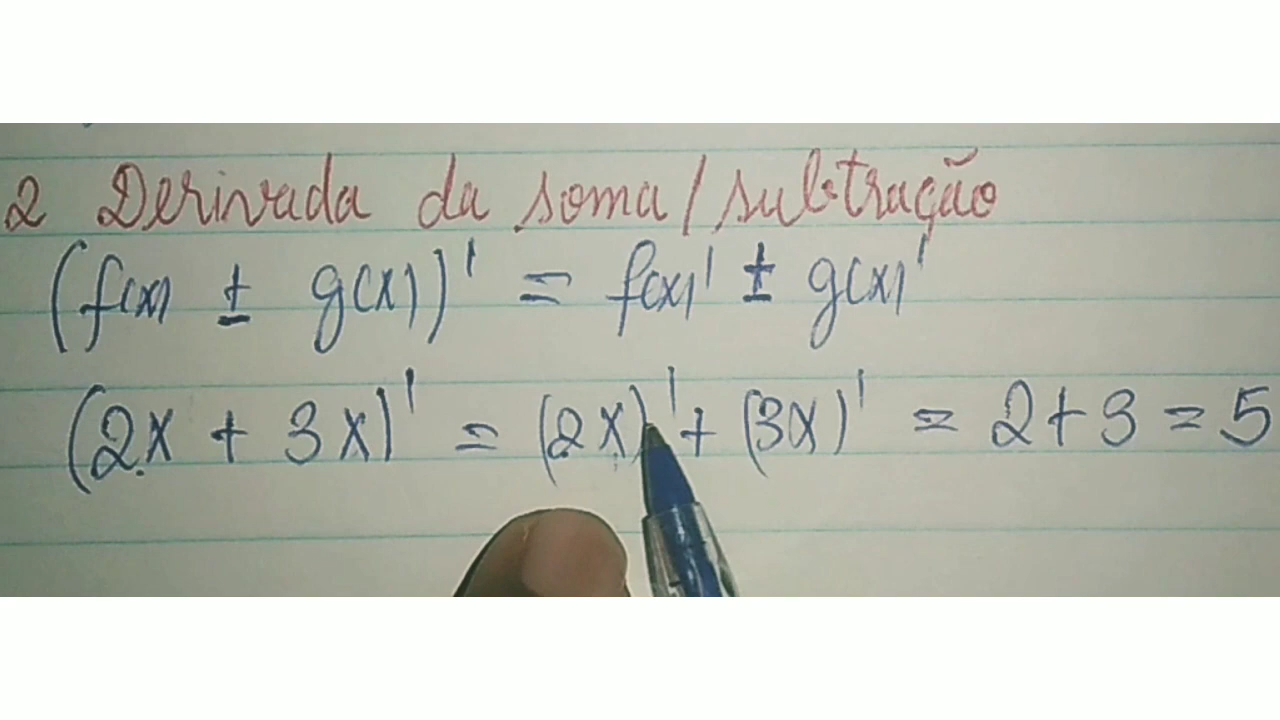 2 Derivada da soma/subtração
(f(x) ± g(x))' = f(x)' ± g(x)'
(2x + 3x)' = (2x)' + (3x)' = 2+3 = 5